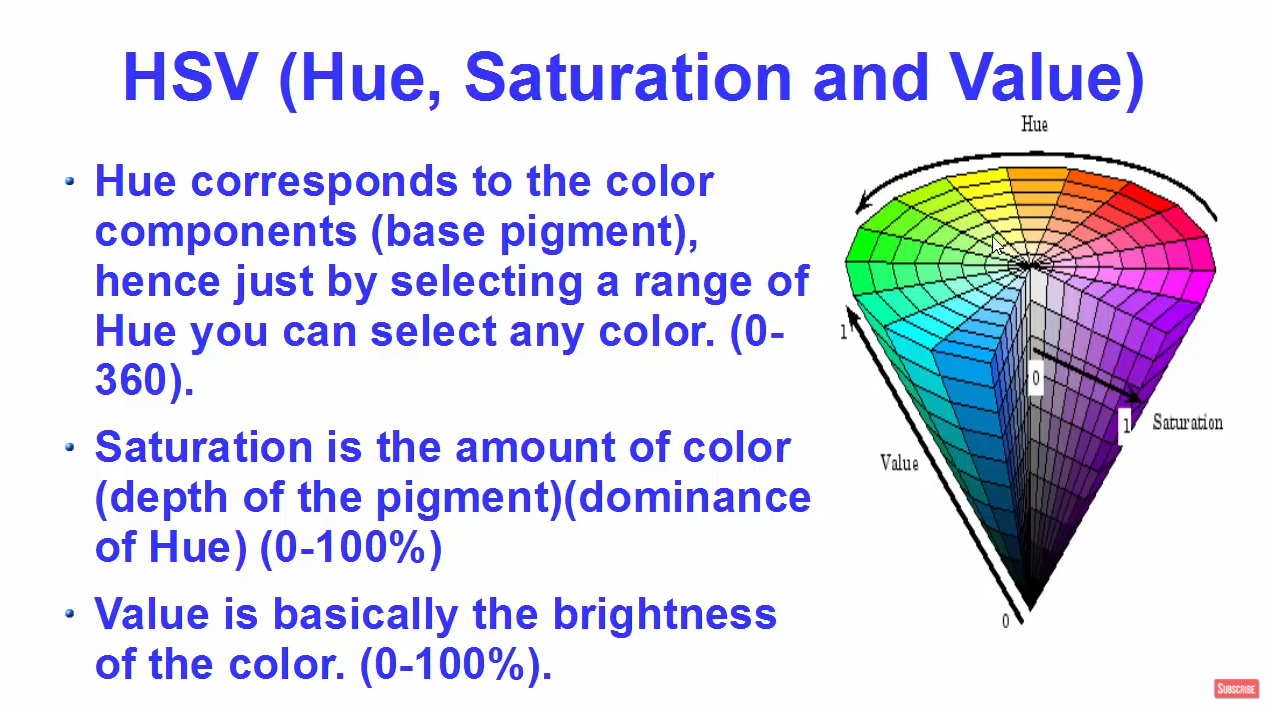 HSV (Hue, Saturation and Value)
Hue
• Hue corresponds to the color
components (base pigment),
hence just by selecting a range of
Hue you can select any color. (0-
360).
• Saturation is the amount of color
(depth of the pigment)(dominance
of Hue) (0-100%)
• Value is basically the brightness
of the color. (0-100%).
1
0
1
Saturation
Value
0
SUBSCRIBE